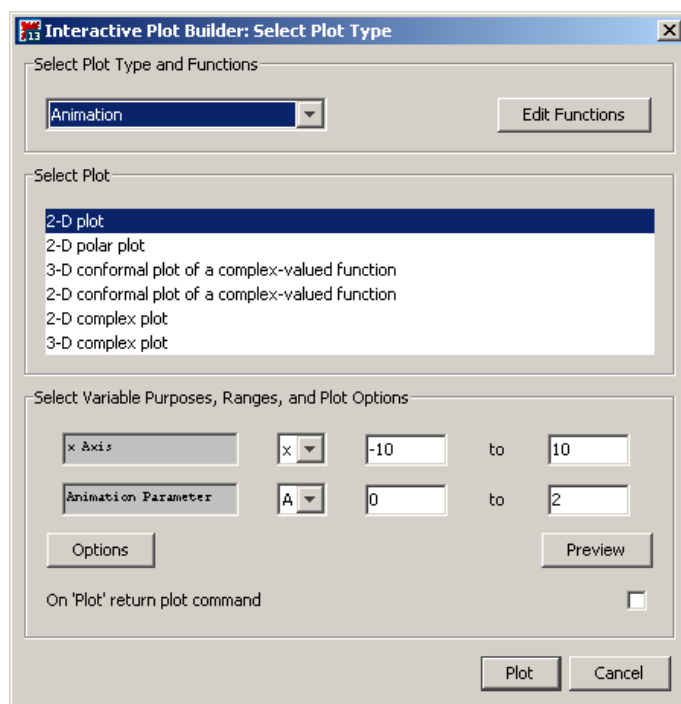 13 Interactive Plot Builder: Select Plot Type
Select Plot Type and Functions
Animation Edit Functions
Select Plot
2-D plot
2-D polar plot
3-D conformal plot of a complex-valued function
2-D conformal plot of a complex-valued function
2-D complex plot
3-D complex plot
Select Variable Purposes, Ranges, and Plot Options
x Axis x -10 to 10
Animation Parameter A 0 to 2
Options Preview
On 'Plot' return plot command
Plot Cancel